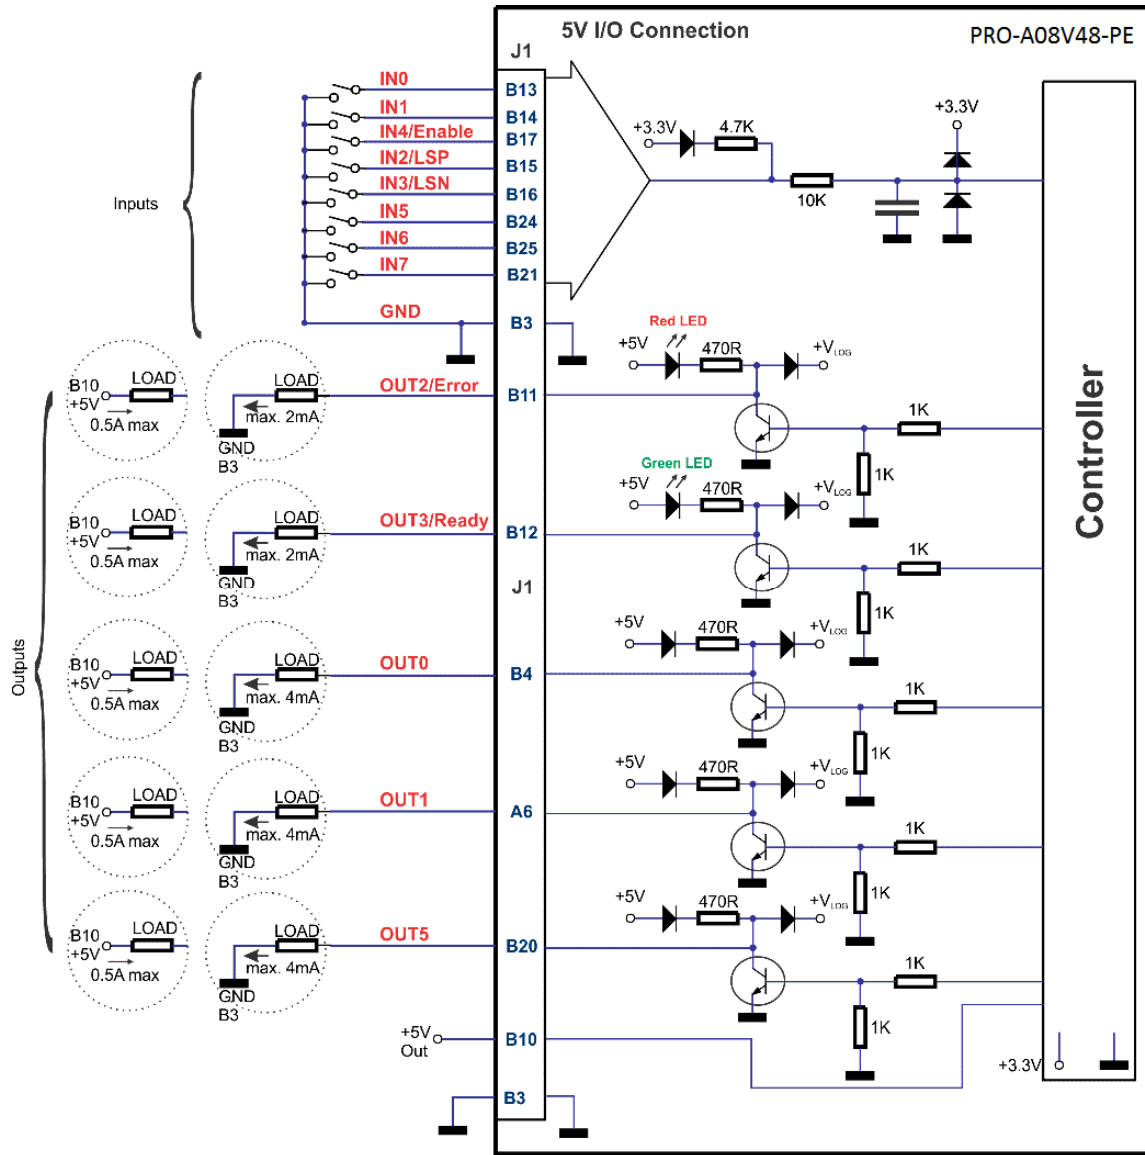 5V I/O Connection
PRO-A08V48-PE
J1
Inputs
IN0
B13
IN1
B14
IN4/Enable
B17
IN2/LSP
B15
IN3/LSN
B16
IN5
B24
IN6
B25
IN7
B21
GND
B3
+3.3V
4.7K
10K
+3.3V
Controller
Outputs
B10
+5V
LOAD
0.5A max
LOAD
max. 2mA
GND
B3
OUT2/Error
B11
Red LED
+5V
470R
+VLOG
1K
1K
B10
+5V
LOAD
0.5A max
LOAD
max. 2mA
GND
B3
OUT3/Ready
B12
Green LED
+5V
470R
+VLOG
1K
1K
J1
B10
+5V
LOAD
0.5A max
LOAD
max. 4mA
GND
B3
OUT0
B4
+5V
470R
+VLOG
1K
1K
B10
+5V
LOAD
0.5A max
LOAD
max. 4mA
GND
B3
OUT1
A6
+5V
470R
+VLOG
1K
1K
B10
+5V
LOAD
0.5A max
LOAD
max. 4mA
GND
B3
OUT5
B20
+5V
470R
+VLOG
1K
1K
+5V
Out
B10
+3.3V
B3